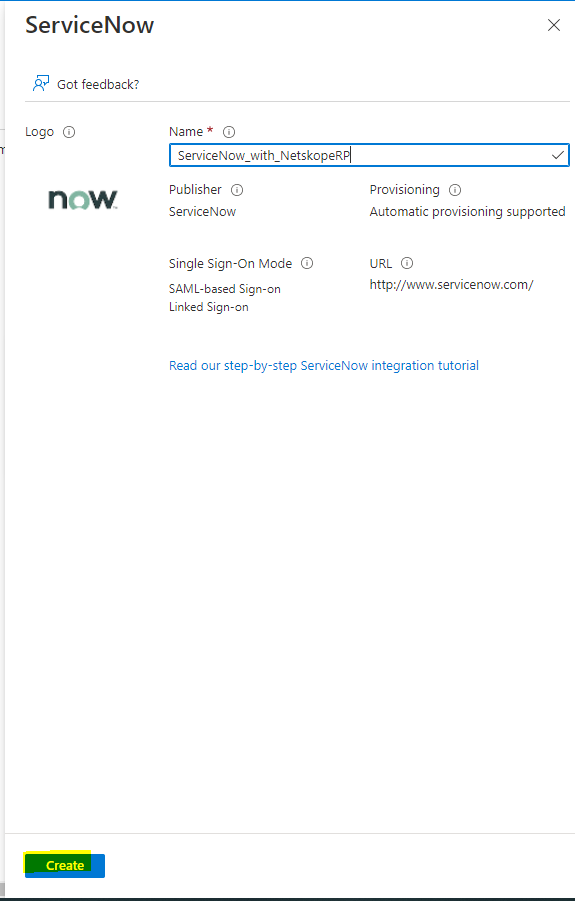 ServiceNow
Got feedback?
Logo
Name *
ServiceNow_with_NetskopeRP
now
Publisher
Provisioning
ServiceNow
Automatic provisioning supported
Single Sign-On Mode
URL
SAML-based Sign-on
http://www.servicenow.com/
Linked Sign-on
Read our step-by-step ServiceNow integration tutorial
Create